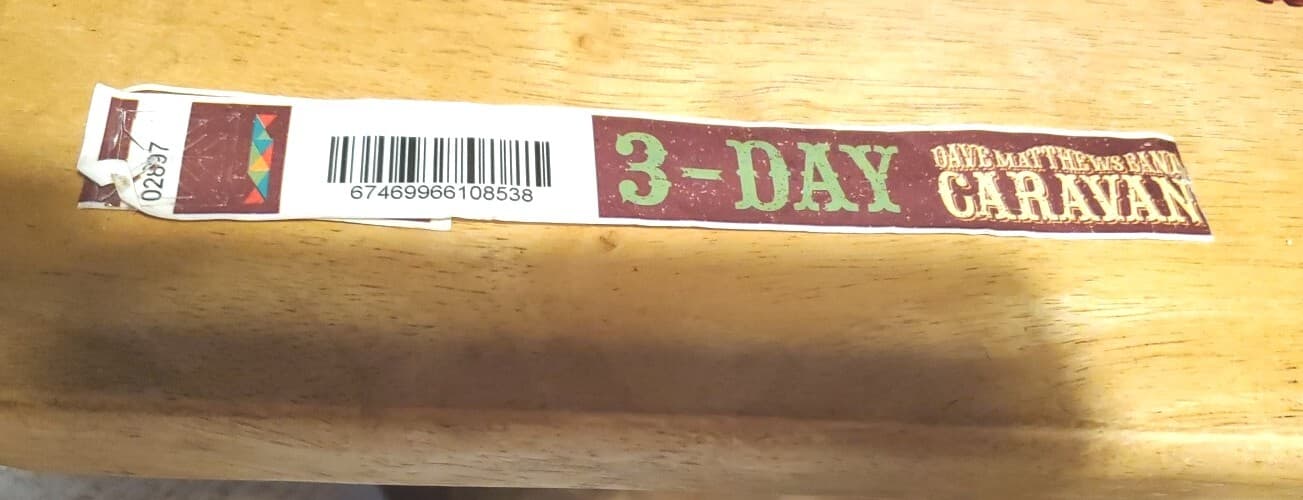 02897
67469966108538
3-DAY
DAVE MATTHEWS BAND
CARAVAN